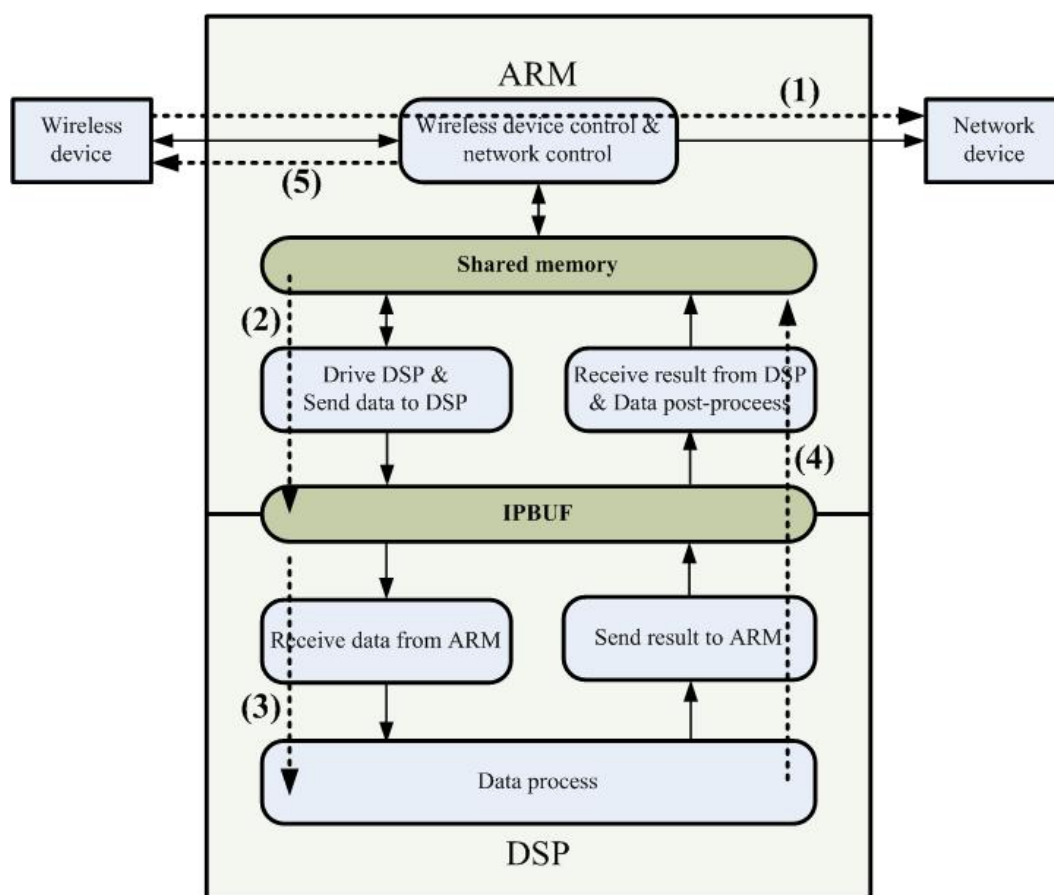 ARM
(1)
Wireless
device
Wireless device control &
network control
Network
device
(5)
Shared memory
(2)
Drive DSP &
Send data to DSP
Receive result from DSP
& Data post-proceess
(4)
IPBUF
Receive data from ARM
Send result to ARM
(3)
Data process
DSP